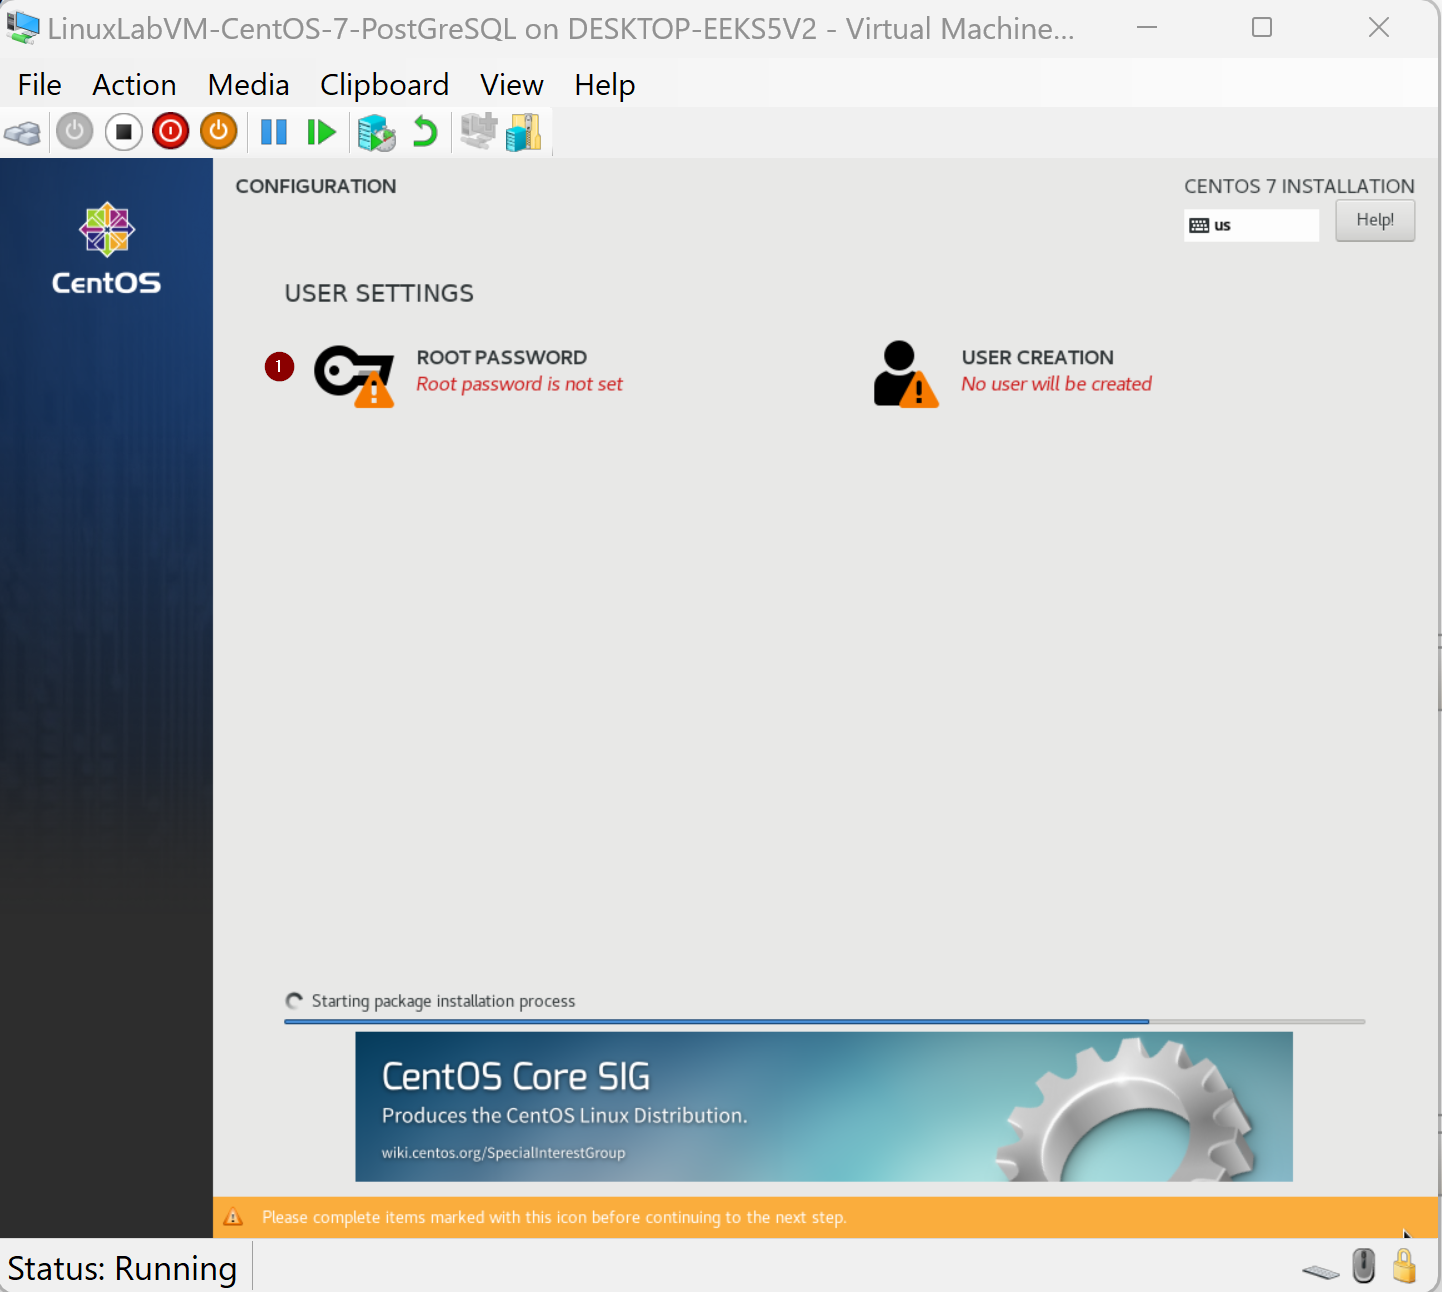 LinuxLabVM-CentOS-7-PostGreSQL on DESKTOP-EEKS5V2 - Virtual Machine...
File Action Media Clipboard View Help
CentOS
CONFIGURATION
CENTOS 7 INSTALLATION
us
Help!
USER SETTINGS
1
ROOT PASSWORD
Root password is not set
USER CREATION
No user will be created
Starting package installation process
CentOS Core SIG
Produces the CentOS Linux Distribution.
wiki.centos.org/SpecialInterestGroup
Please complete items marked with this icon before continuing to the next step.
Status: Running